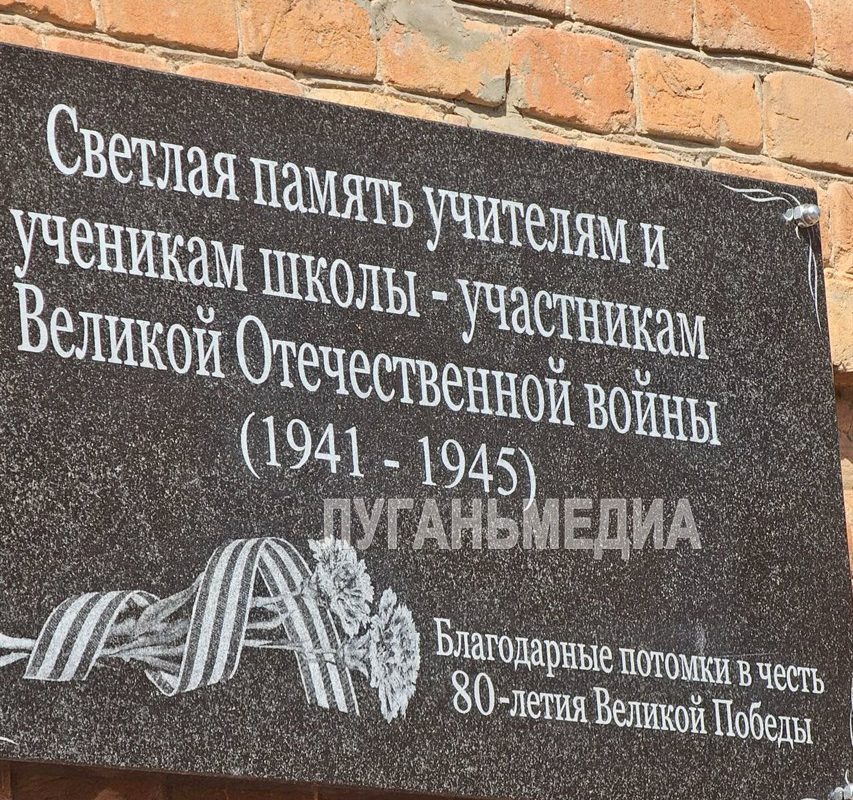 Светлая память учителям и
ученикам школы - участникам
Великой Отечественной войны
(1941 - 1945)
ЛУГАНЬМЕДИА
Благодарные потомки в честь
80-летия Великой Победы